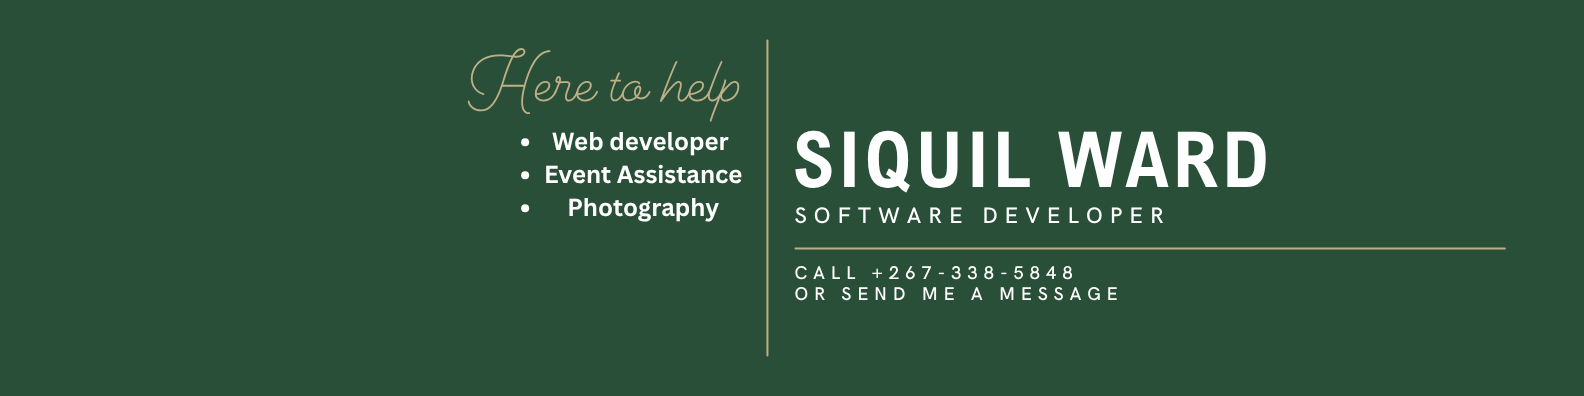 Here to help
• Web developer
• Event Assistance
• Photography
SIQUIL WARD
SOFTWARE DEVELOPER
CALL +267-338-5848
OR SEND ME A MESSAGE